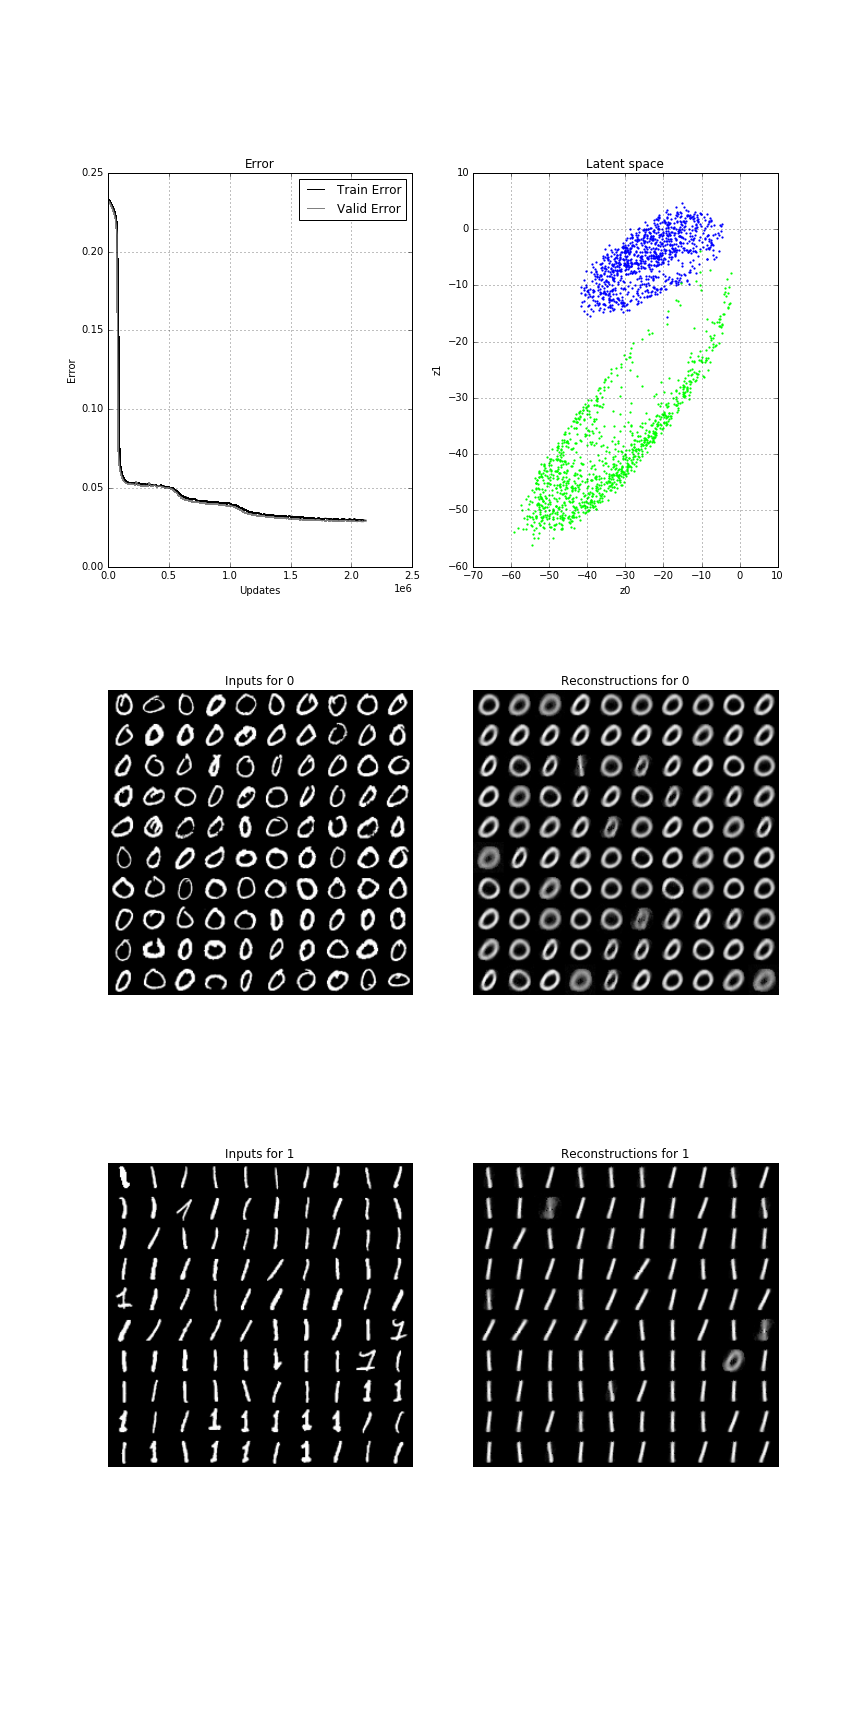 Error
Latent space
0.25
0.20
0.15
0.10
0.05
0.00
Error
Train Error
Valid Error
0.0 0.5 1.0 1.5 2.0 2.5
Updates
1e6
10
0
−10
−20
−30
−40
−50
−60
z1
−70 −60 −50 −40 −30 −20 −10 0 10
z0
Inputs for 0
Reconstructions for 0
Inputs for 1
Reconstructions for 1